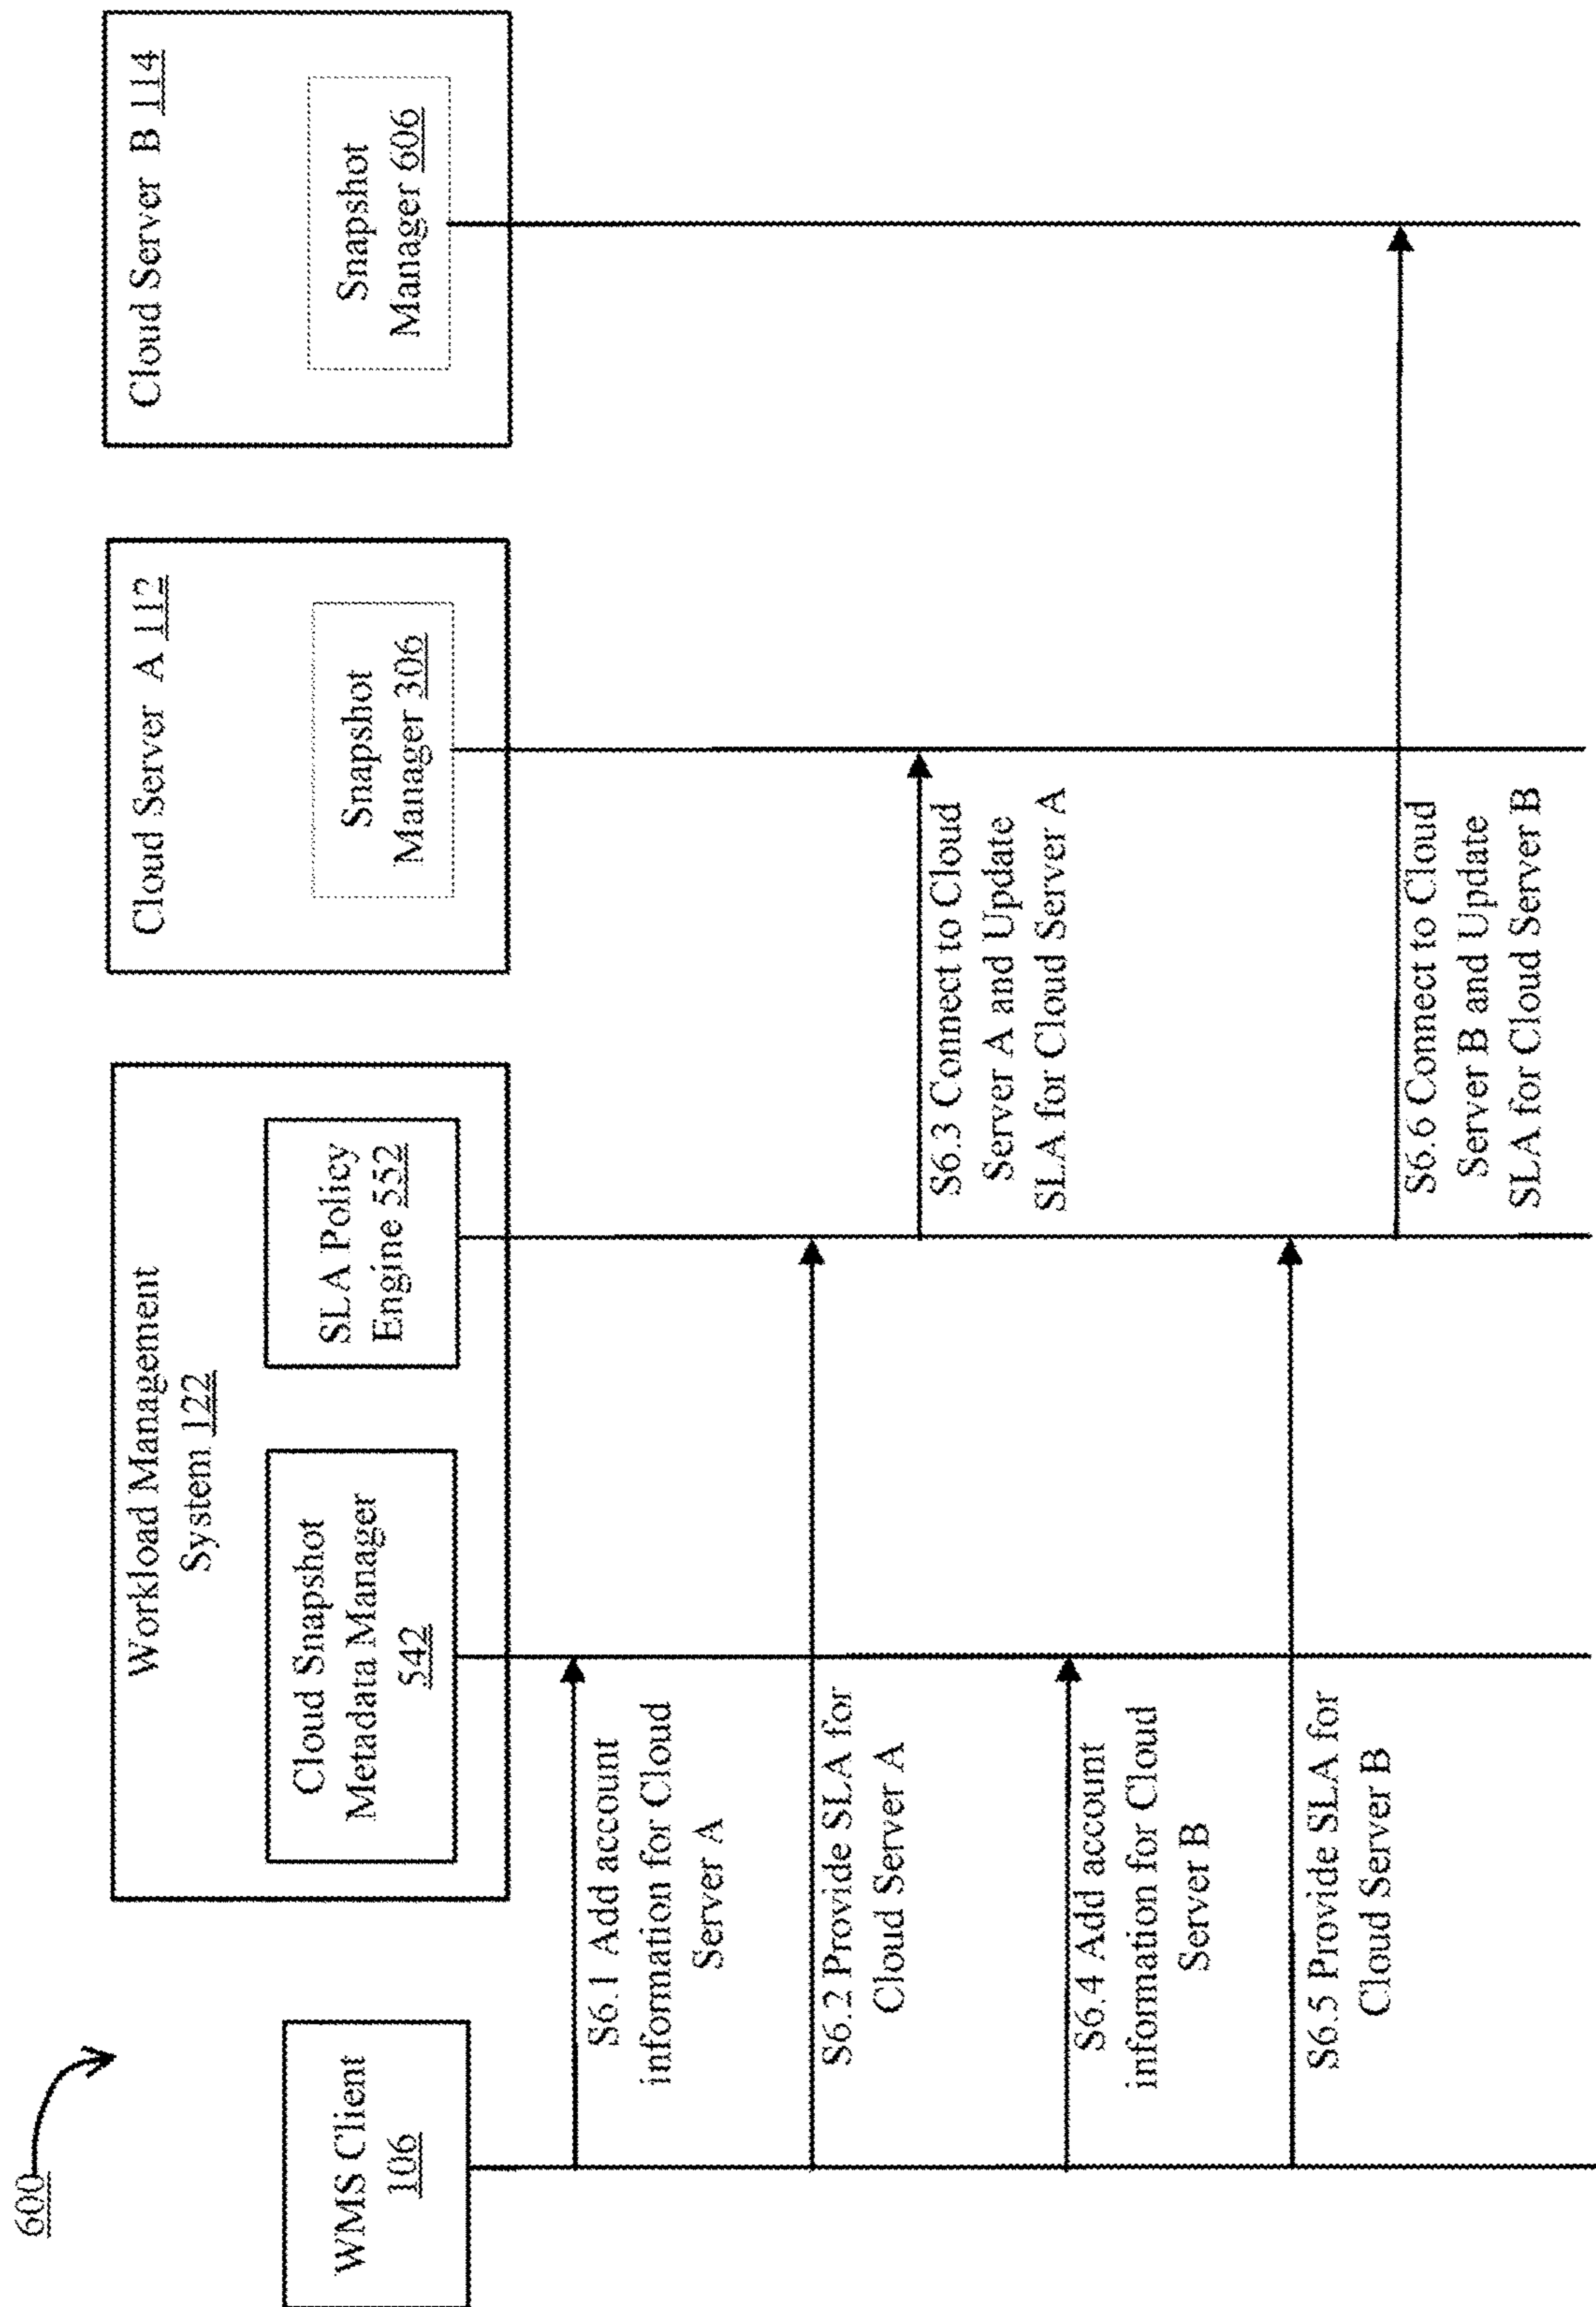 600
WMS Client
106
Workload Management
System 122
Cloud Snapshot
Metadata Manager
542
SLA Policy
Engine 552
Cloud Server A 112
Snapshot
Manager 306
Cloud Server B 114
Snapshot
Manager 606
S6.1 Add account
information for Cloud
Server A
S6.2 Provide SLA for
Cloud Server A
S6.3 Connect to Cloud
Server A and Update
SLA for Cloud Server A
S6.4 Add account
information for Cloud
Server B
S6.5 Provide SLA for
Cloud Server B
S6.6 Connect to Cloud
Server B and Update
SLA for Cloud Server B